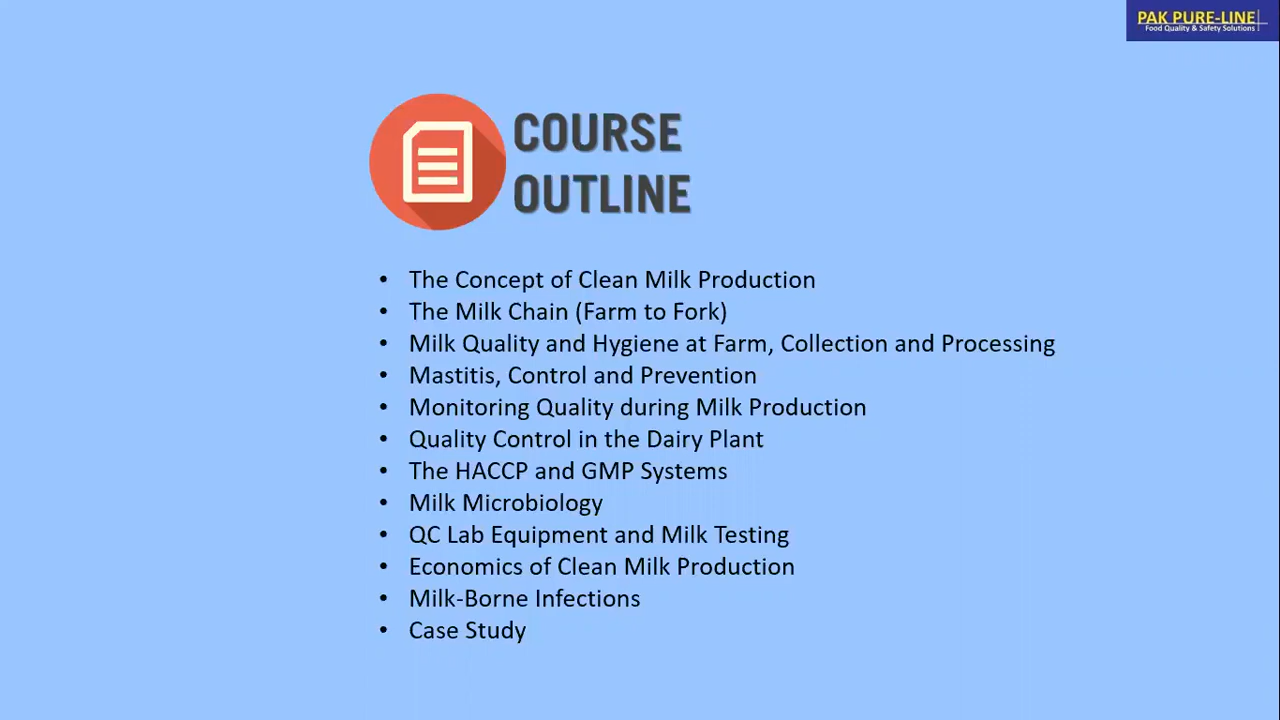 PAK PURE-LINE
Food Quality & Safety Solutions
COURSE
OUTLINE
• The Concept of Clean Milk Production
• The Milk Chain (Farm to Fork)
• Milk Quality and Hygiene at Farm, Collection and Processing
• Mastitis, Control and Prevention
• Monitoring Quality during Milk Production
• Quality Control in the Dairy Plant
• The HACCP and GMP Systems
• Milk Microbiology
• QC Lab Equipment and Milk Testing
• Economics of Clean Milk Production
• Milk-Borne Infections
• Case Study